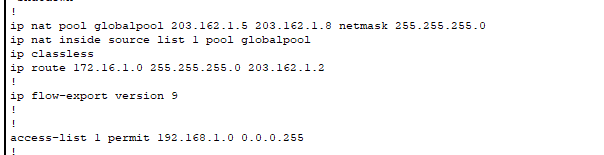 !
ip nat pool globalpool 203.162.1.5 203.162.1.8 netmask 255.255.255.0
ip nat inside source list 1 pool globalpool
ip classless
ip route 172.16.1.0 255.255.255.0 203.162.1.2
!
ip flow-export version 9
!
!
access-list 1 permit 192.168.1.0 0.0.0.255
!